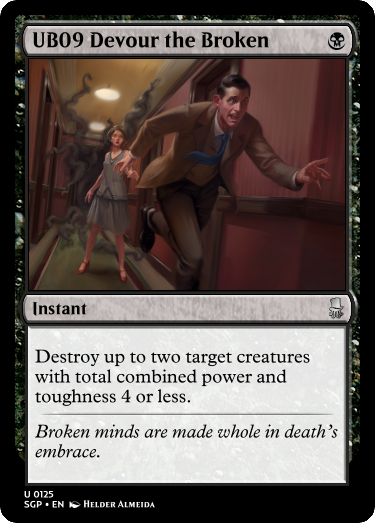 UB09 Devour the Broken
Instant
Destroy up to two target creatures
with total combined power and
toughness 4 or less.
Broken minds are made whole in death's
embrace.
U 0125
SGP • EN Helder Almeida